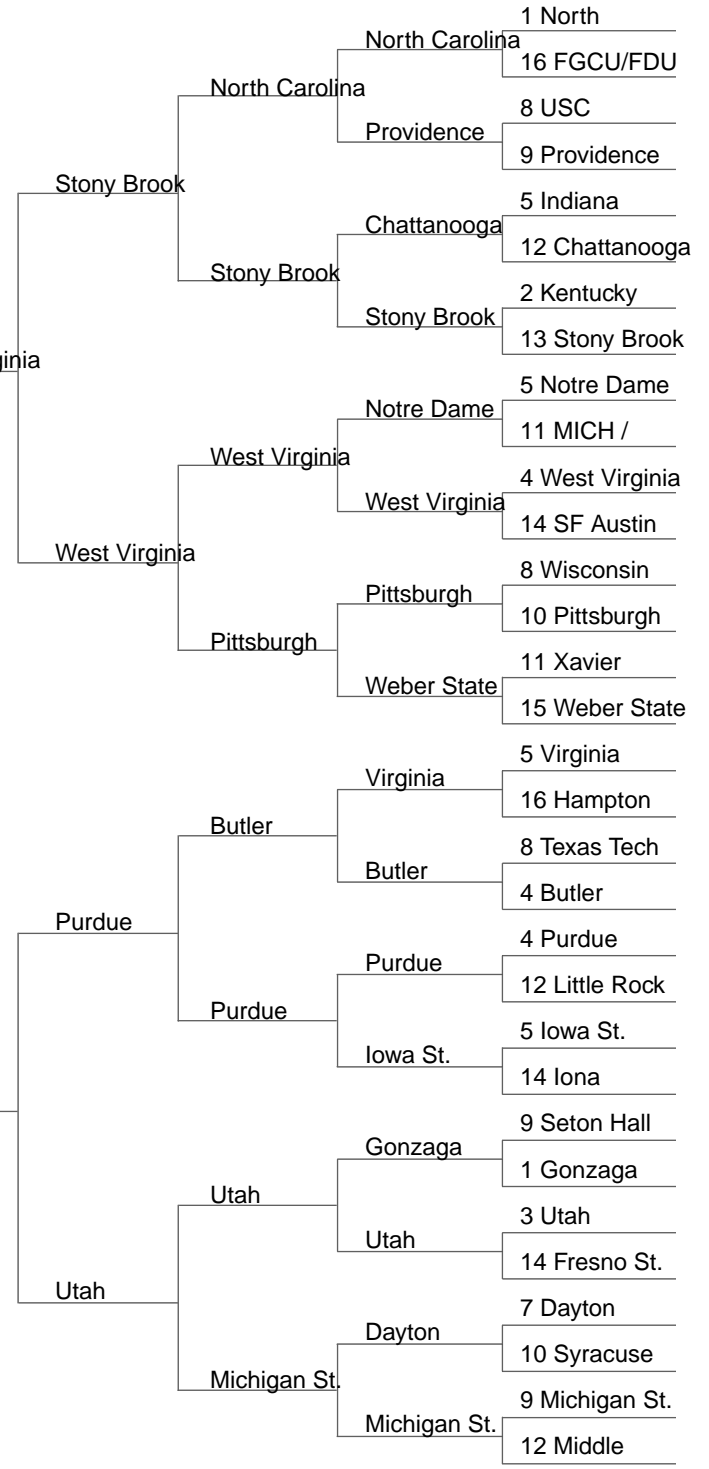 1 North
North Carolina
16 FGCU/FDU
North Carolina
8 USC
Providence
9 Providence
Stony Brook
5 Indiana
Chattanooga
12 Chattanooga
Stony Brook
2 Kentucky
Stony Brook
13 Stony Brook
ginia
5 Notre Dame
Notre Dame
11 MICH /
West Virginia
4 West Virginia
West Virginia
14 SF Austin
West Virginia
8 Wisconsin
Pittsburgh
10 Pittsburgh
Pittsburgh
11 Xavier
Weber State
15 Weber State
5 Virginia
Virginia
16 Hampton
Butler
8 Texas Tech
Butler
4 Butler
Purdue
4 Purdue
Purdue
12 Little Rock
Purdue
5 Iowa St.
Iowa St.
14 Iona
9 Seton Hall
Gonzaga
1 Gonzaga
Utah
3 Utah
Utah
14 Fresno St.
Utah
7 Dayton
Dayton
10 Syracuse
Michigan St.
9 Michigan St.
Michigan St.
12 Middle